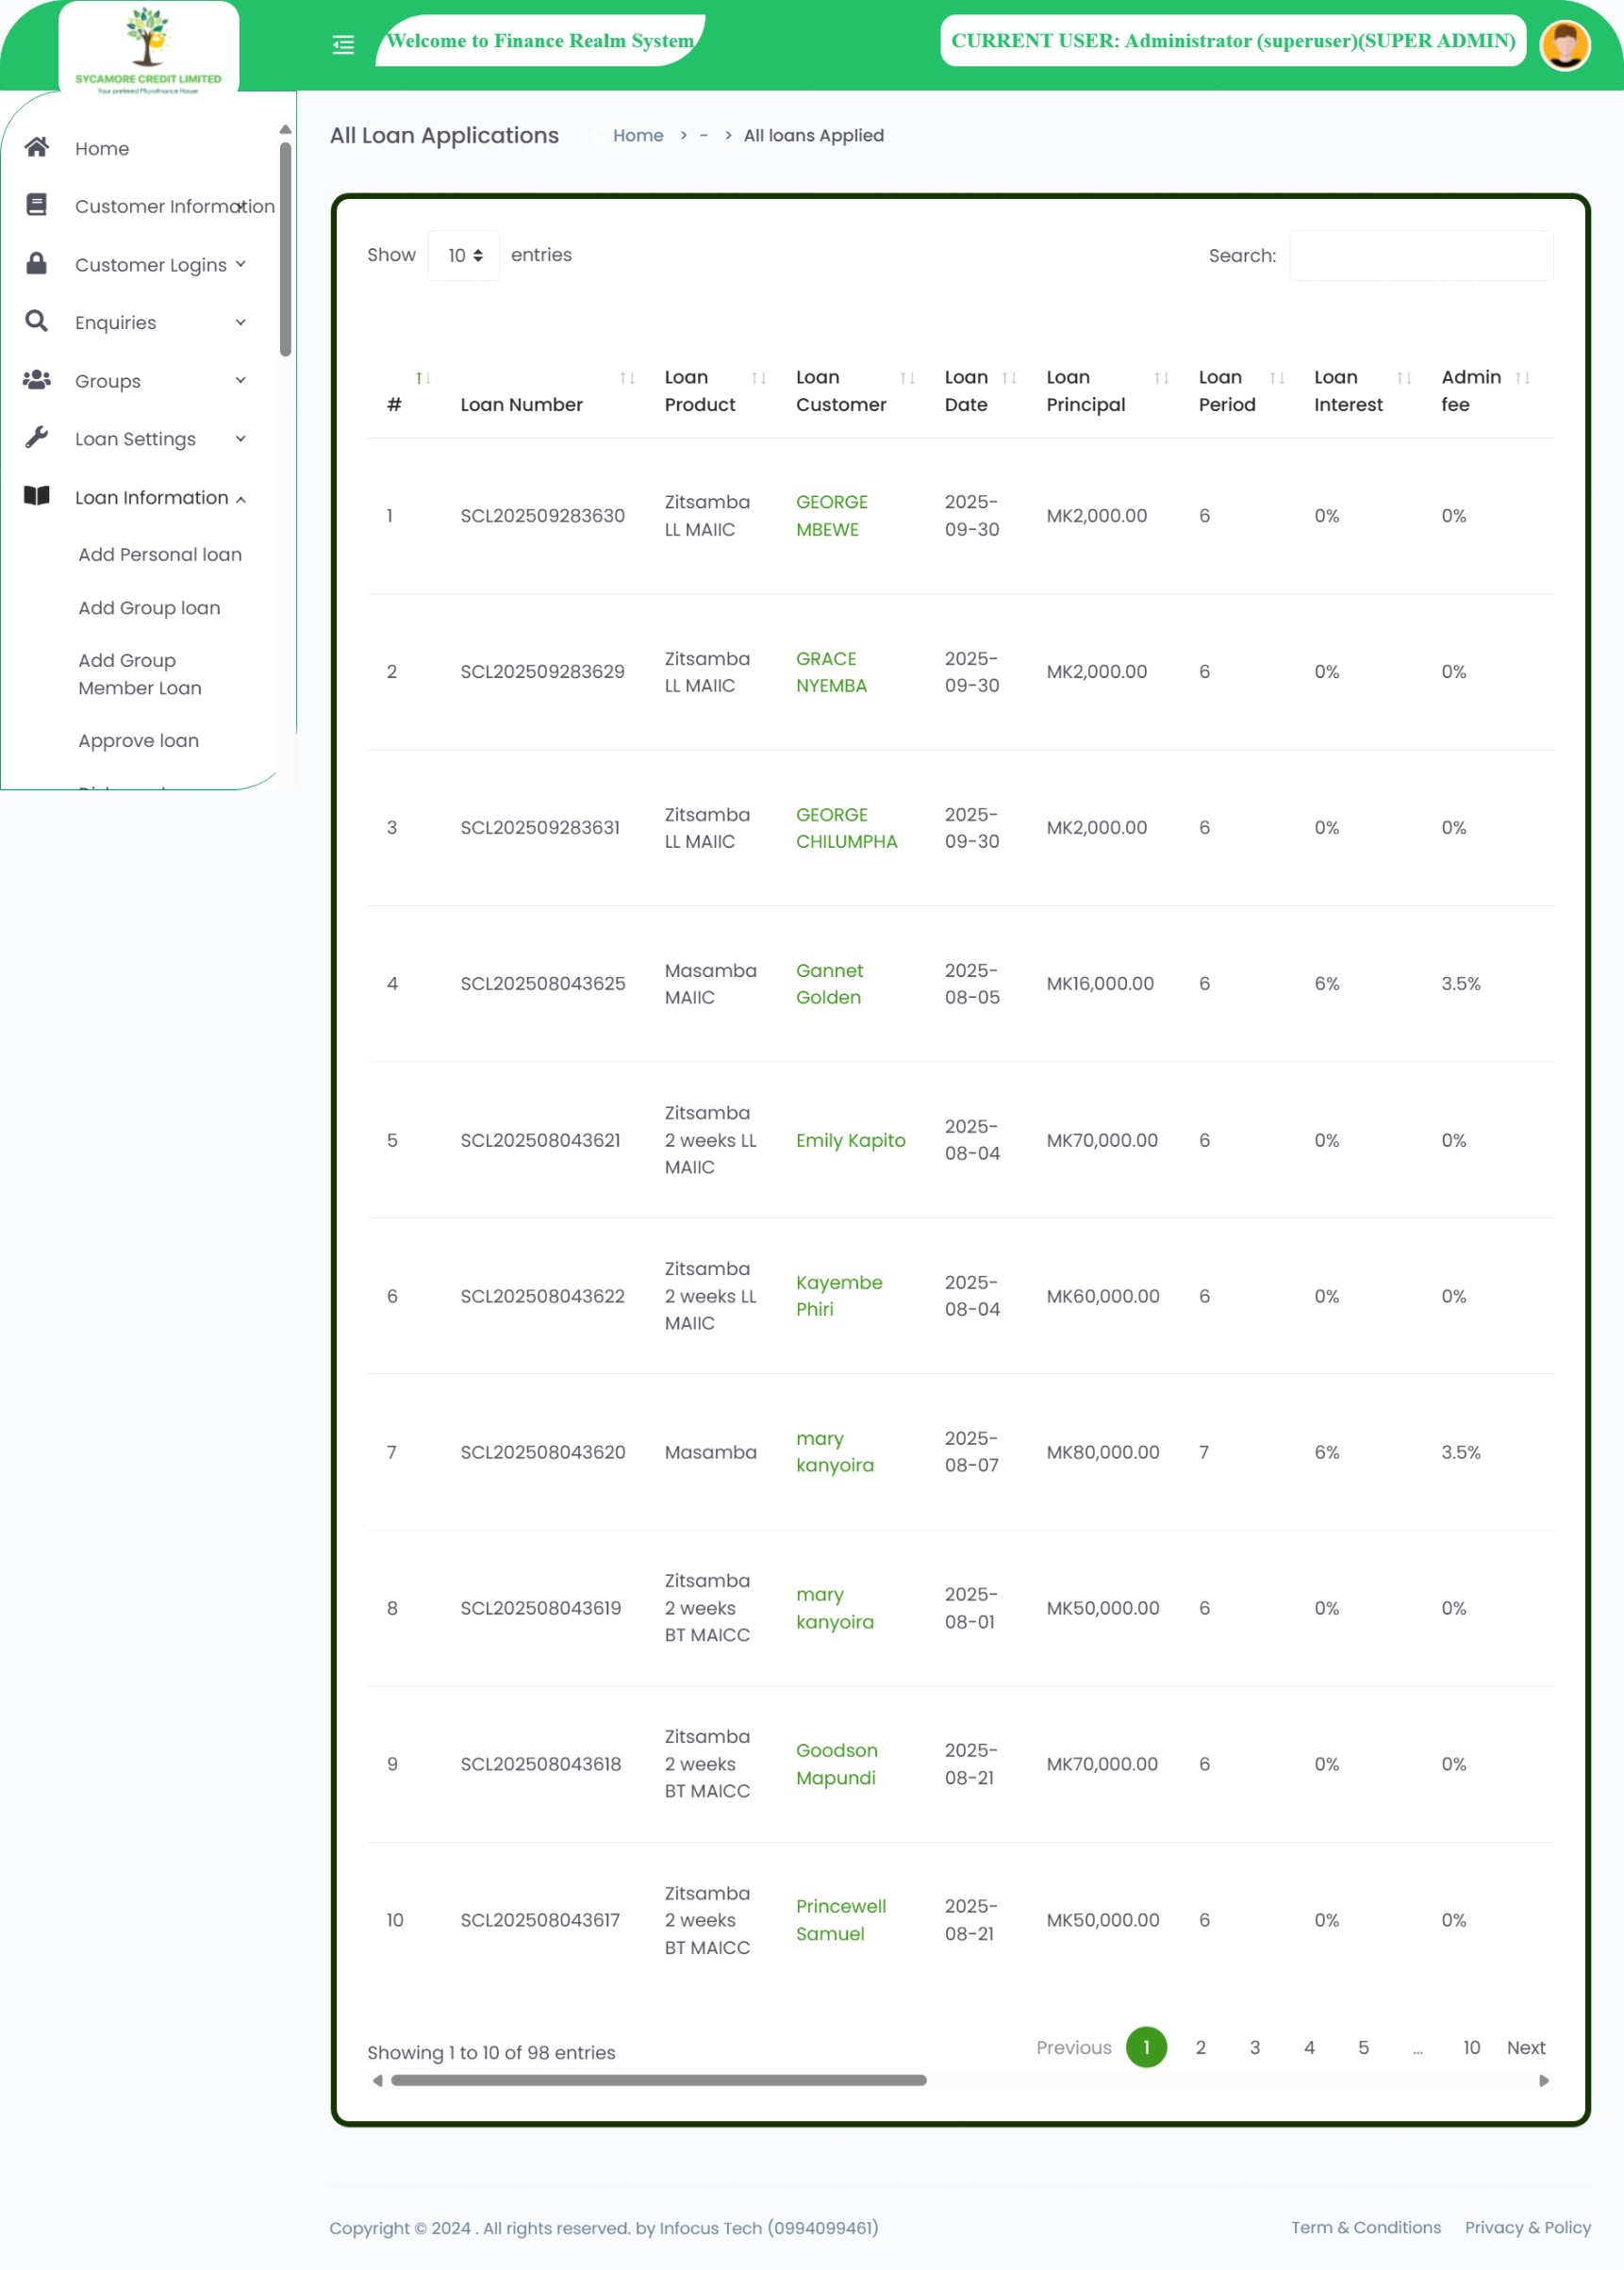 SYCAMORE CREDIT LIMITED
Your preferred Microfinance House
Welcome to Finance Realm System
CURRENT USER: Administrator (superuser)(SUPER ADMIN)
Home
Customer Information
Customer Logins
Enquiries
Groups
Loan Settings
Loan Information
Add Personal loan
Add Group loan
Add Group
Member Loan
Approve loan
All Loan Applications
Home > - > All loans Applied
Show 10 entries
Search:
# Loan Number Loan Product Loan Customer Loan Date Loan Principal Loan Period Loan Interest Admin fee
1 SCL202509283630 Zitsamba LL MAIIC GEORGE MBEWE 2025-09-30 MK2,000.00 6 0% 0%
2 SCL202509283629 Zitsamba LL MAIIC GRACE NYEMBA 2025-09-30 MK2,000.00 6 0% 0%
3 SCL202509283631 Zitsamba LL MAIIC GEORGE CHILUMPHA 2025-09-30 MK2,000.00 6 0% 0%
4 SCL202508043625 Masamba MAIIC Gannet Golden 2025-08-05 MK16,000.00 6 6% 3.5%
5 SCL202508043621 Zitsamba 2 weeks LL MAIIC Emily Kapito 2025-08-04 MK70,000.00 6 0% 0%
6 SCL202508043622 Zitsamba 2 weeks LL MAIIC Kayembe Phiri 2025-08-04 MK60,000.00 6 0% 0%
7 SCL202508043620 Masamba mary kanyoira 2025-08-07 MK80,000.00 7 6% 3.5%
8 SCL202508043619 Zitsamba 2 weeks BT MAICC mary kanyoira 2025-08-01 MK50,000.00 6 0% 0%
9 SCL202508043618 Zitsamba 2 weeks BT MAICC Goodson Mapundi 2025-08-21 MK70,000.00 6 0% 0%
10 SCL202508043617 Zitsamba 2 weeks BT MAICC Princewell Samuel 2025-08-21 MK50,000.00 6 0% 0%
Showing 1 to 10 of 98 entries
Previous 1 2 3 4 5 ... 10 Next
Copyright © 2024 . All rights reserved. by Infocus Tech (0994099461)
Term & Conditions Privacy & Policy